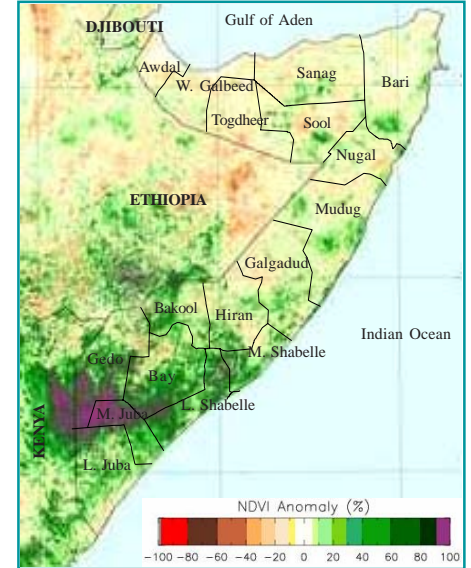 Gulf of Aden
DJIBOUTI
Awdal
Sanag
Bari
W. Galbeed
Togdheer
Sool
Nugal
ETHIOPIA
Mudug
Galgadud
Bakool
Hiran
Indian Ocean
Gedo
M. Shabelle
Bay
L. Shabelle
M. Juba
KENYA
L. Juba
NDVI Anomaly (%)
-100 -80 -60 -40 -20 0 20 40 60 80 100